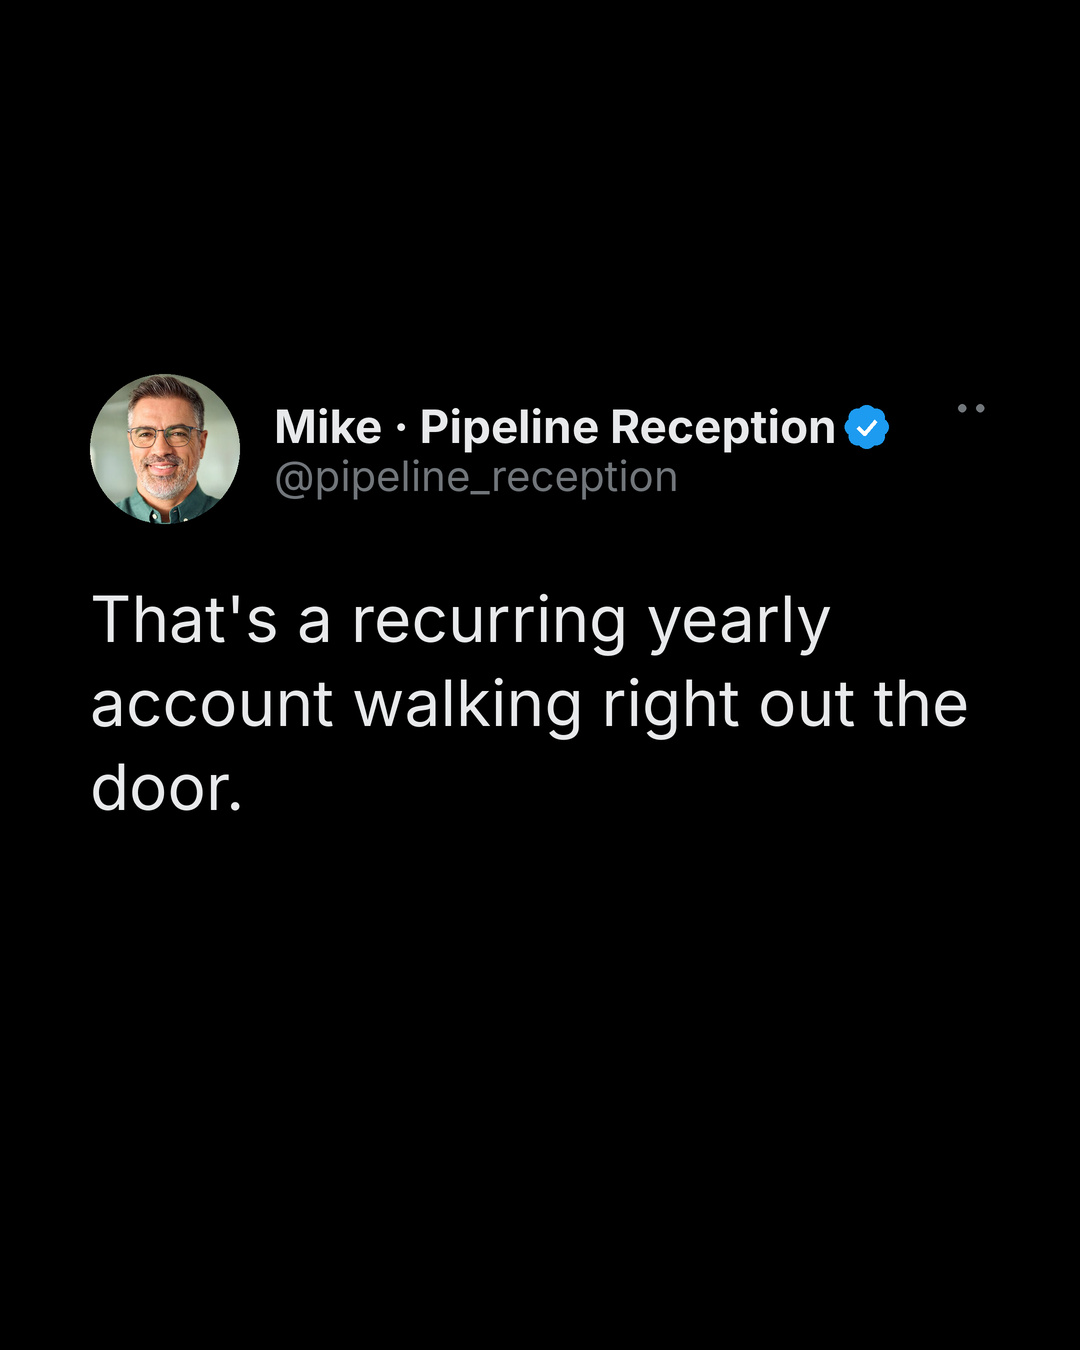 Mike · Pipeline Reception
@pipeline_reception
That's a recurring yearly
account walking right out the
door.